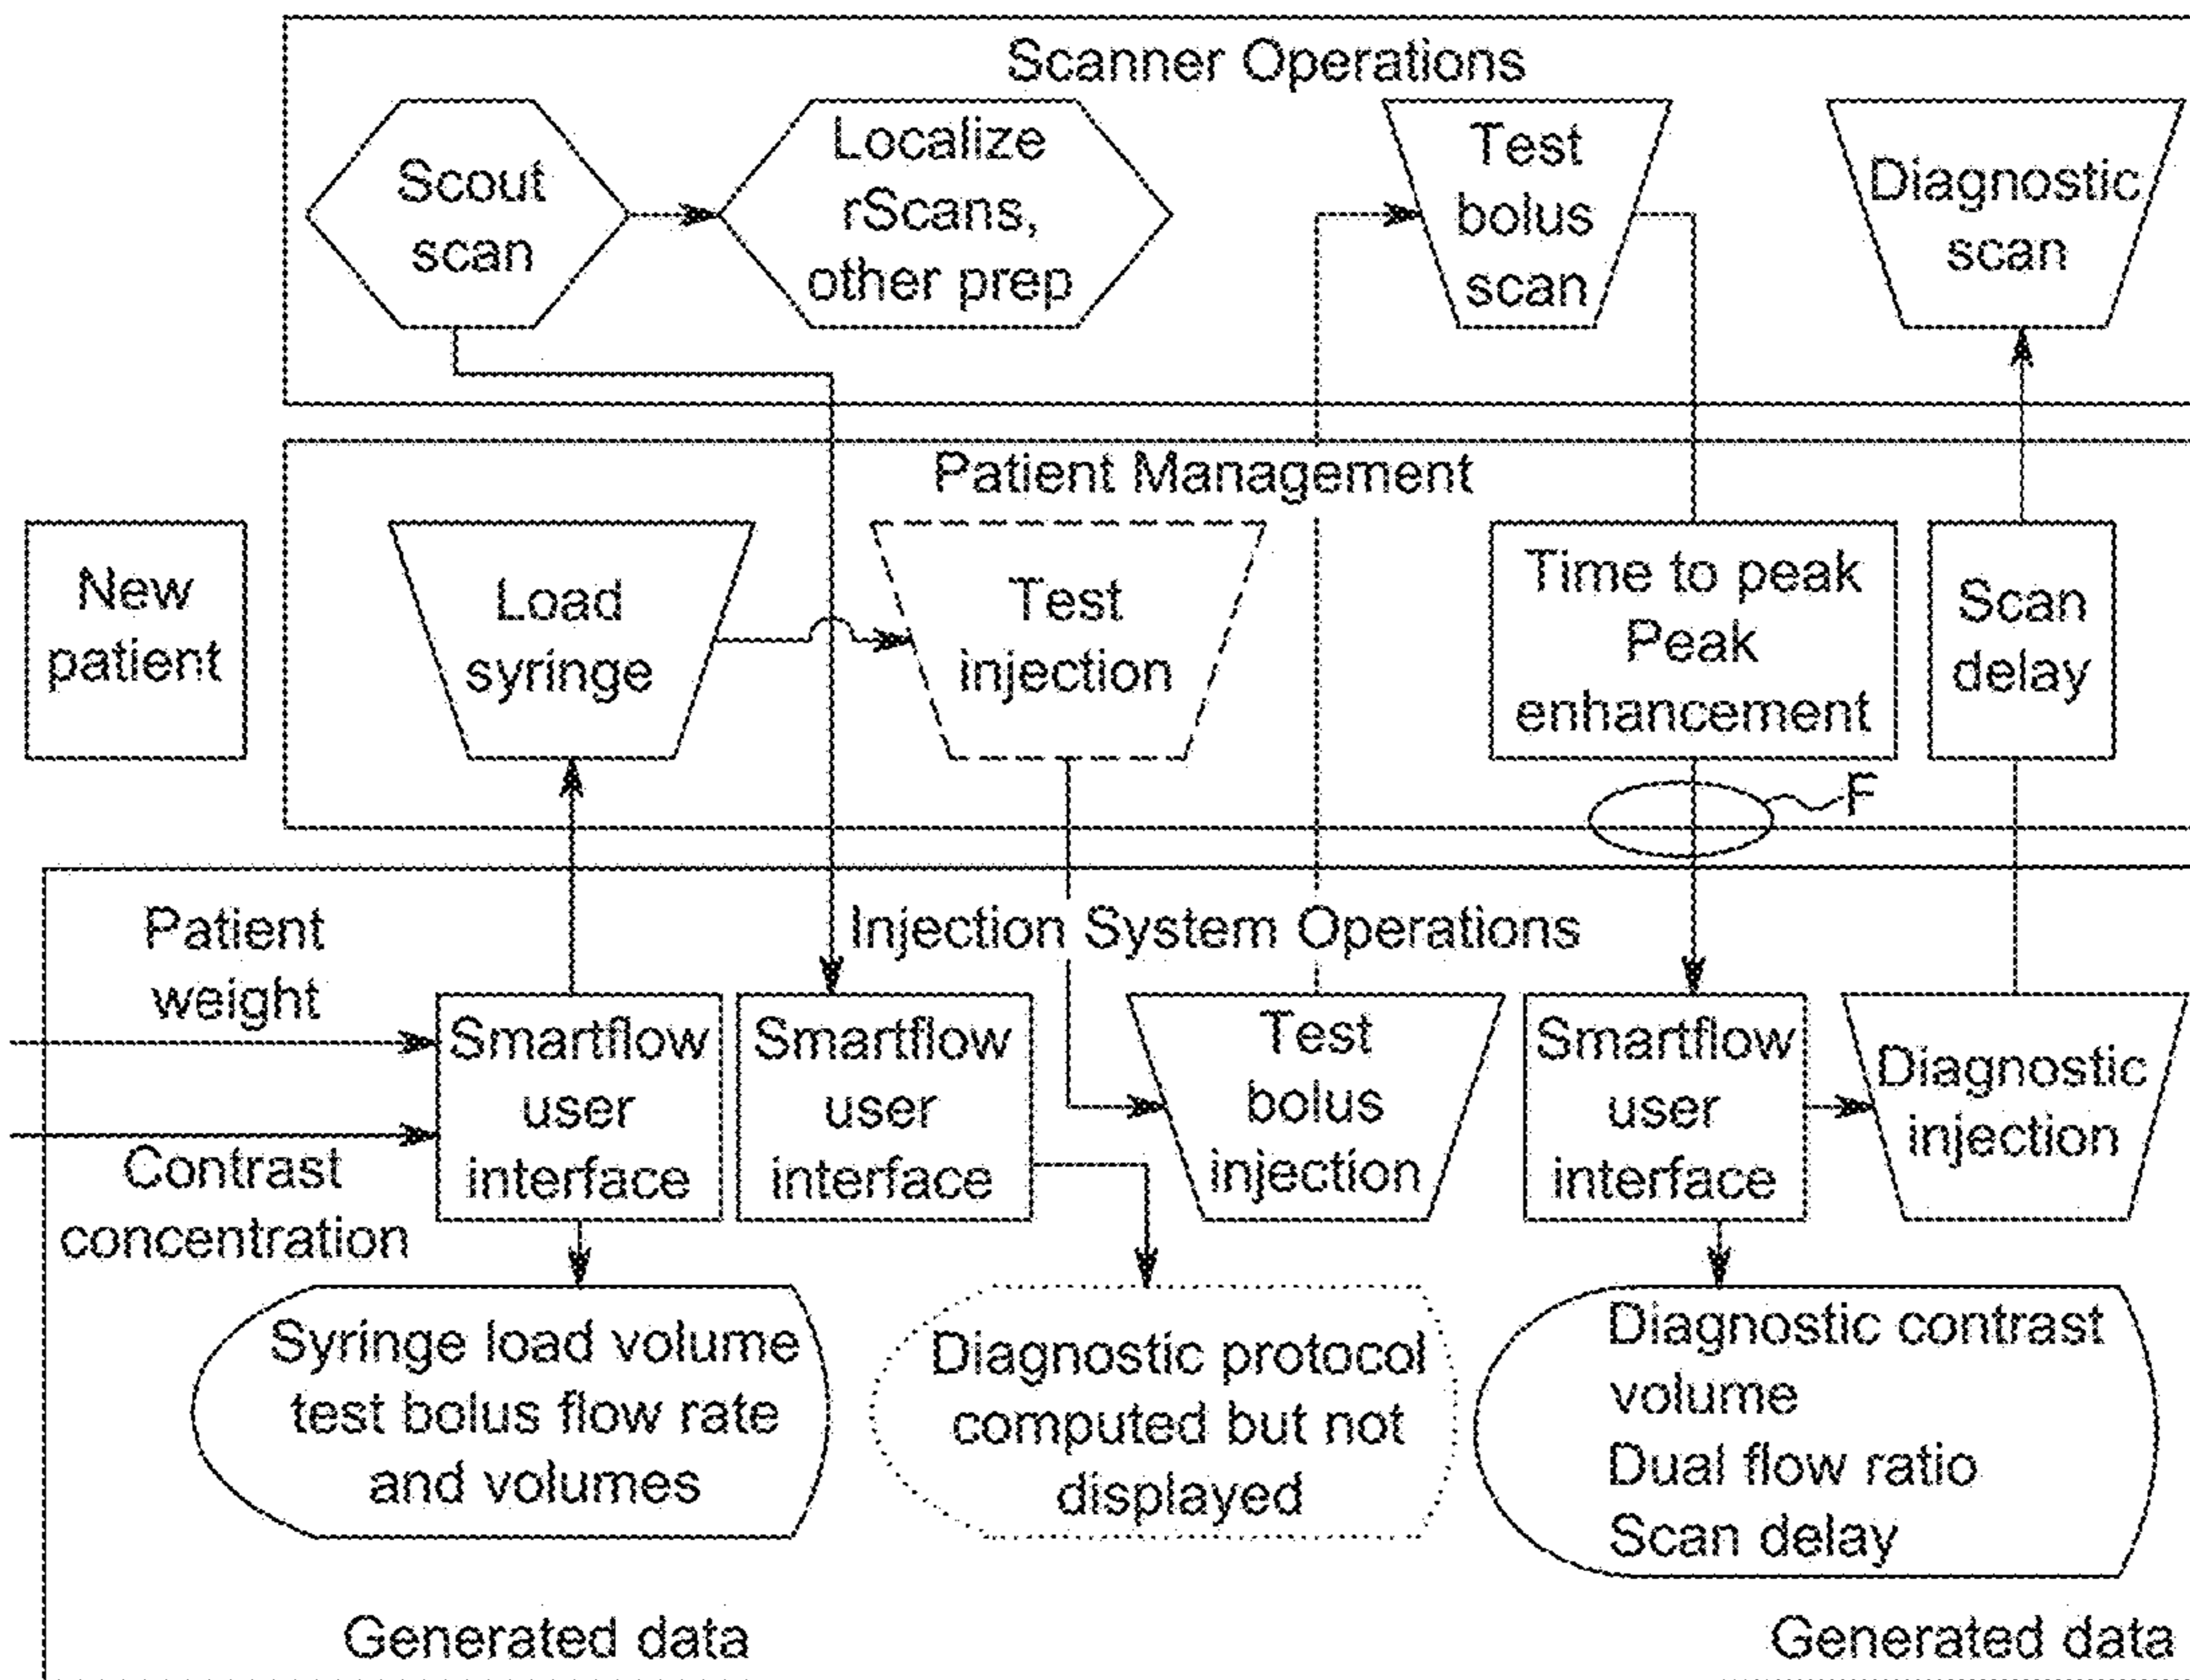 Scanner Operations
Scout
scan
Localize
rScans,
other prep
Test
bolus
scan
Diagnostic
scan
Patient Management
New
patient
Load
syringe
Test
injection
Time to peak
Peak
enhancement
Scan
delay
F
Injection System Operations
Patient
weight
Contrast
concentration
Smartflow
user
interface
Smartflow
user
interface
Test
bolus
injection
Smartflow
user
interface
Diagnostic
injection
Syringe load volume
test bolus flow rate
and volumes
Diagnostic protocol
computed but not
displayed
Diagnostic contrast
volume
Dual flow ratio
Scan delay
Generated data
Generated data